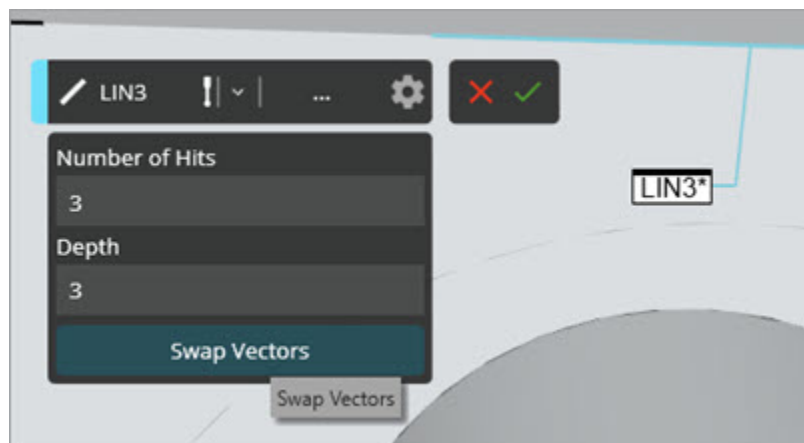 LIN3
...
Number of Hits
3
Depth
3
Swap Vectors
Swap Vectors
LIN3*